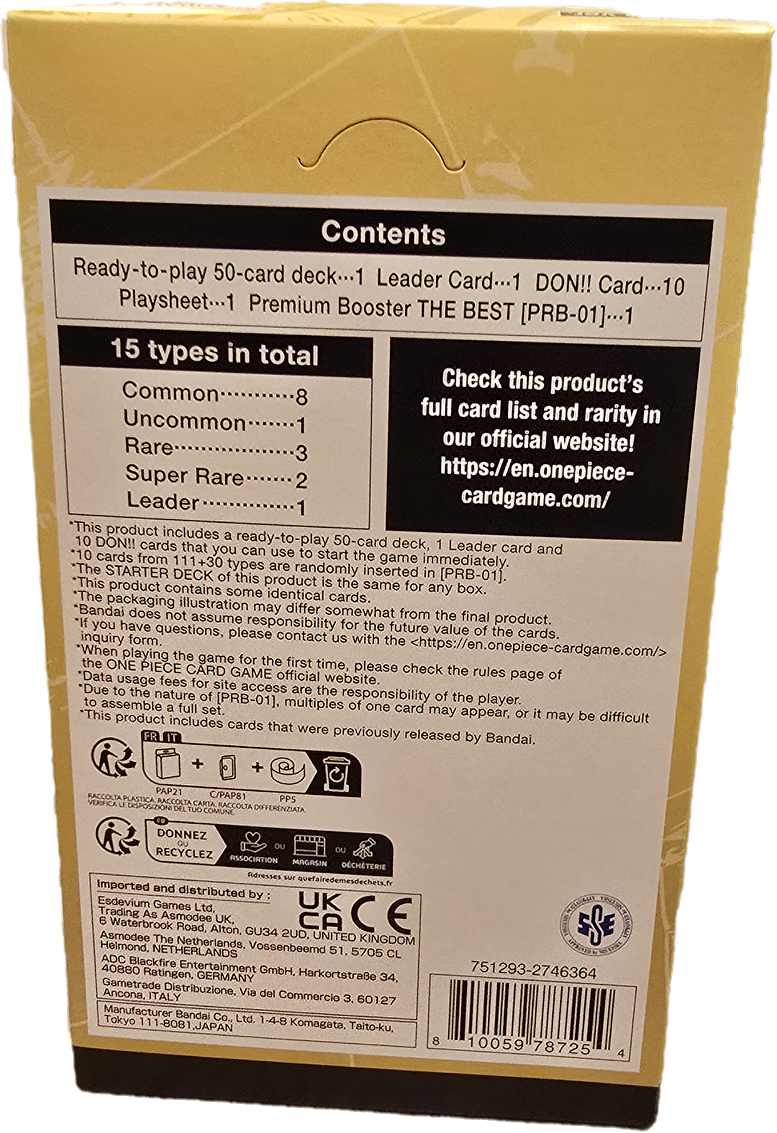 Contents
Ready-to-play 50-card deck···1 Leader Card···1 DON!! Card···10
Playsheet···1 Premium Booster THE BEST [PRB-01]···1
15 types in total
Common···········8
Uncommon·······1
Rare··················3
Super Rare·······2
Leader··············1
Check this product's
full card list and rarity in
our official website!
https://en.onepiece-
cardgame.com/
*This product includes a ready-to-play 50-card deck, 1 Leader card and
10 DON!! cards that you can use to start the game immediately.
*10 cards from 111+30 types are randomly inserted in [PRB-01].
*The STARTER DECK of this product is the same for any box.
*This product contains some identical cards.
*The packaging illustration may differ somewhat from the final product.
*Bandai does not assume responsibility for the future value of the cards.
*If you have questions, please contact us with the <https://en.onepiece-cardgame.com/>
inquiry form.
*When playing the game for the first time, please check the rules page of
the ONE PIECE CARD GAME official website.
*Data usage fees for site access are the responsibility of the player.
*Due to the nature of [PRB-01], multiples of one card may appear, or it may be difficult
to assemble a full set.
*This product includes cards that were previously released by Bandai.
FR IT
PAP21 + C/PAP81 + PP5
RACCOLTA PLASTICA. RACCOLTA CARTA. RACCOLTA DIFFERENZIATA.
VERIFICA LE DISPOSIZIONI DEL TUO COMUNE.
FR
DONNEZ
OU
RECYCLEZ
ASSOCIATION OU MAGASIN OU DÉCHÈTERIE
Adresses sur quefairedemesdechets.fr
Imported and distributed by :
Esdevium Games Ltd,
Trading As Asmodee UK,
6 Waterbrook Road, Alton, GU34 2UD, UNITED KINGDOM
Asmodee The Netherlands, Vossenbeemd 51, 5705 CL
Helmond, NETHERLANDS
ADC Blackfire Entertainment GmbH, Harkortstraße 34,
40880 Ratingen, GERMANY
Gametrade Distribuzione, Via del Commercio 3, 60127
Ancona, ITALY
Manufacturer Bandai Co., Ltd. 1-4-8 Komagata, Taito-ku,
Tokyo 111-8081,JAPAN
UK
CA CE
751293-2746364
8 10059 78725 4